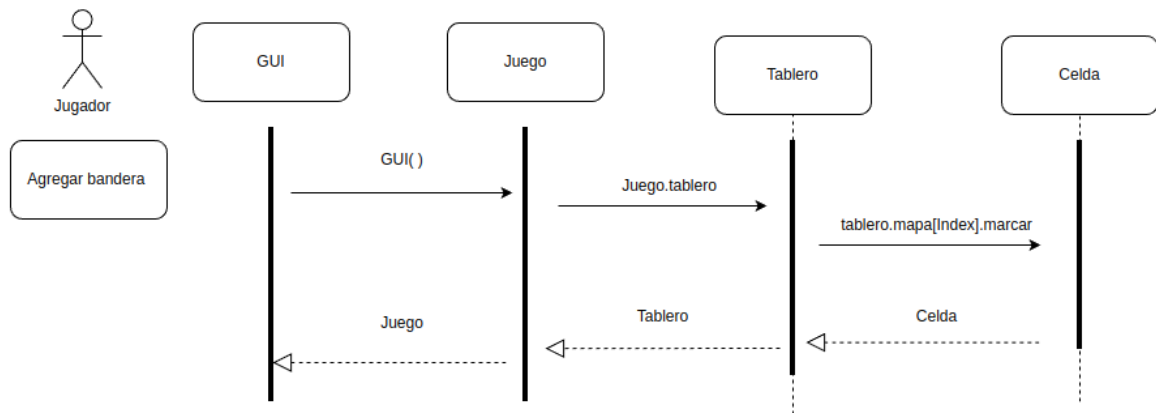 GUI
Juego
Tablero
Celda
Jugador
Agregar bandera
GUI( )
Juego.tablero
tablero.mapa[Index].marcar
Juego
Tablero
Celda